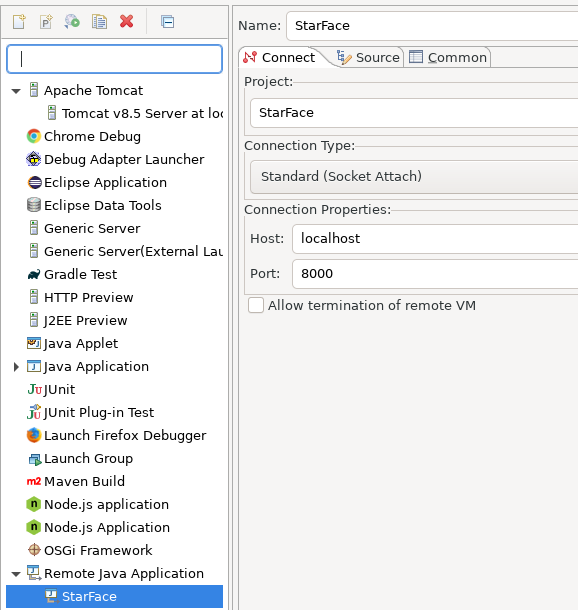 Name: StarFace
Connect Source Common
Project:
StarFace
Connection Type:
Standard (Socket Attach)
Connection Properties:
Host: localhost
Port: 8000
Allow termination of remote VM
Apache Tomcat
Tomcat v8.5 Server at loc
Chrome Debug
Debug Adapter Launcher
Eclipse Application
Eclipse Data Tools
Generic Server
Generic Server(External Lau
Gradle Test
HTTP Preview
J2EE Preview
Java Applet
Java Application
JU JUnit
JU JUnit Plug-in Test
Launch Firefox Debugger
Launch Group
m2 Maven Build
Node.js application
Node.js Application
OSGi Framework
Remote Java Application
StarFace